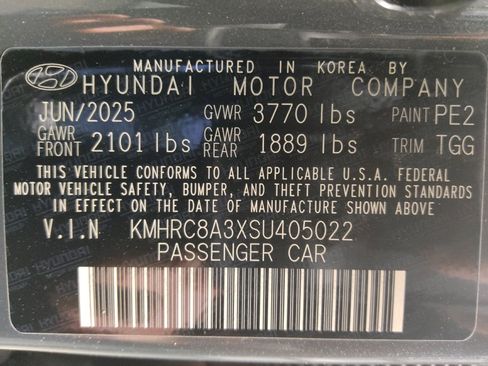 MANUFACTURED IN KOREA BY
HYUNDAI MOTOR COMPANY
JUN/2025 GVWR 3770 lbs PAINT PE2
GAWR FRONT 2101 lbs GAWR REAR 1889 lbs TRIM TGG
THIS VEHICLE CONFORMS TO ALL APPLICABLE U.S.A. FEDERAL
MOTOR VEHICLE SAFETY, BUMPER, AND THEFT PREVENTION STANDARDS
IN EFFECT ON THE DATE OF MANUFACTURE SHOWN ABOVE
V.I.N KMHRC8A3XSU405022
PASSENGER CAR